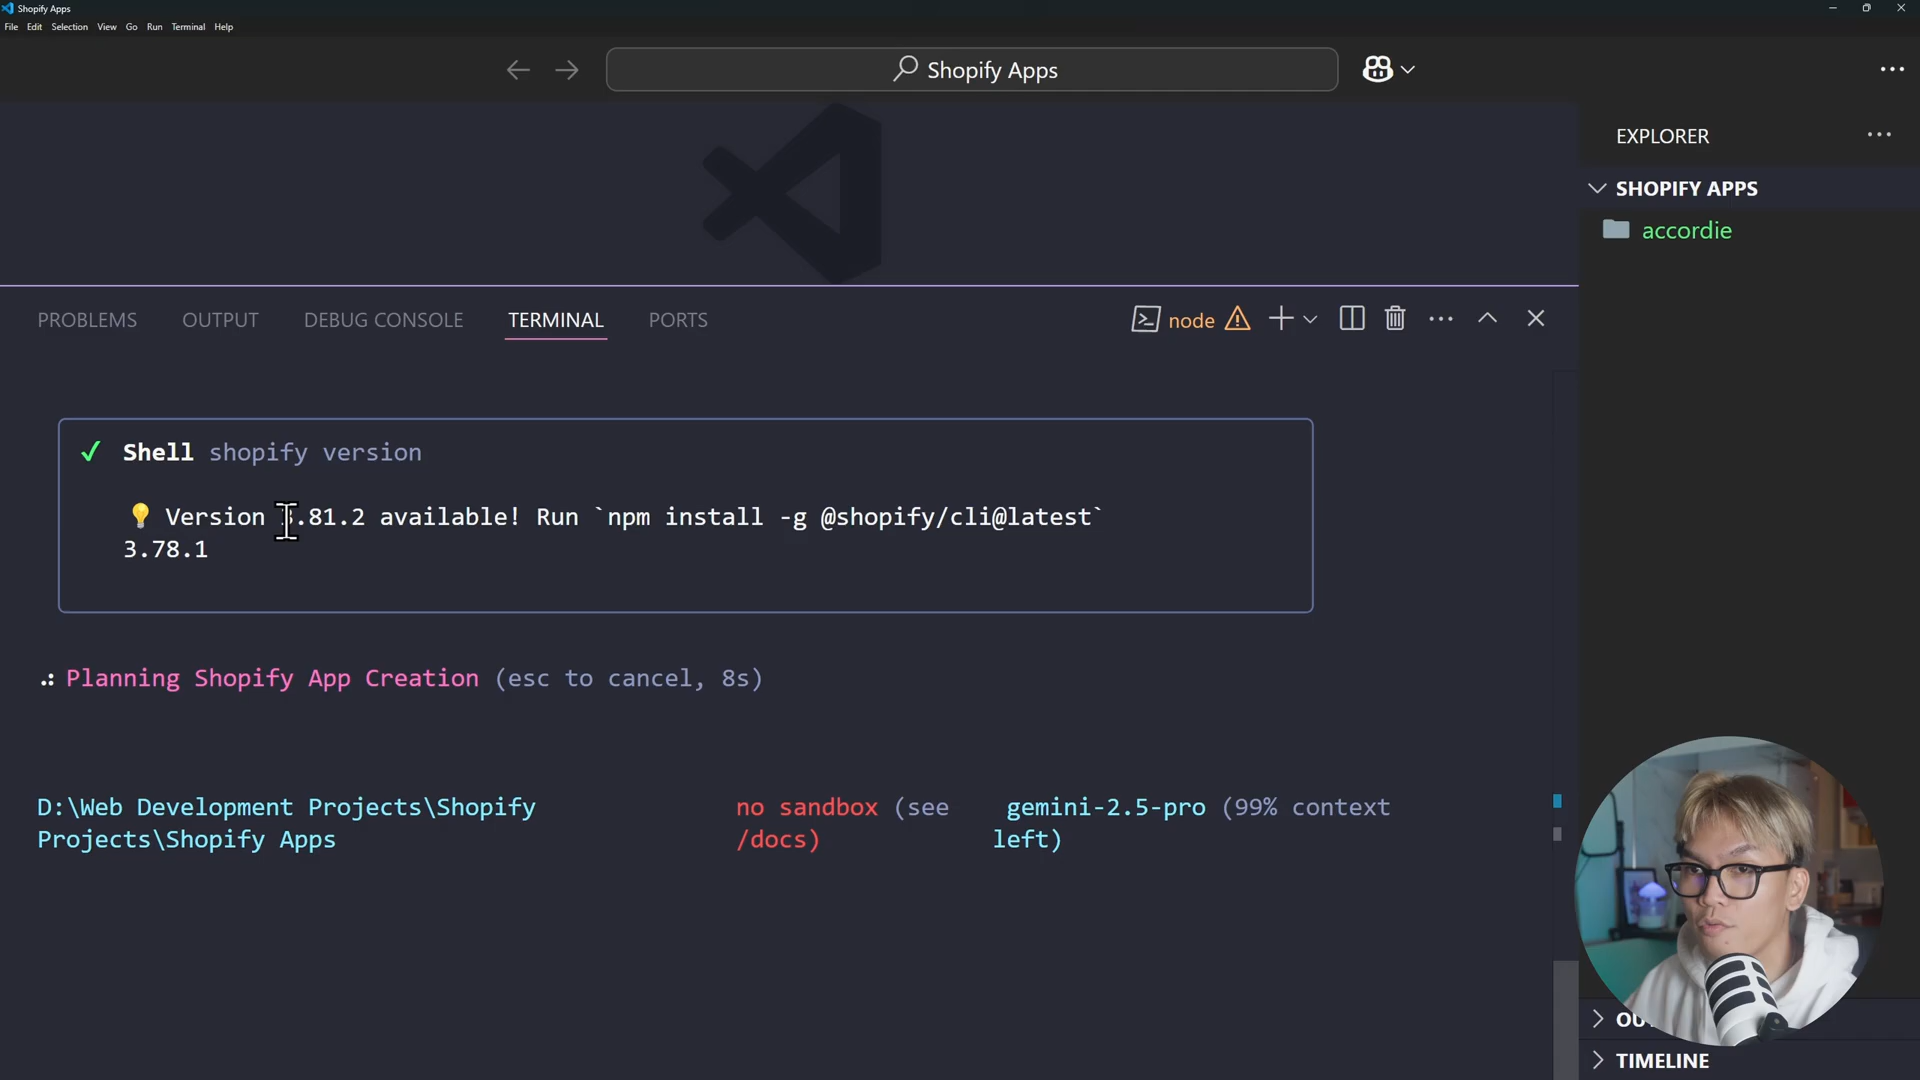 Shopify Apps
File Edit Selection View Go Run Terminal Help
Shopify Apps
EXPLORER
SHOPIFY APPS
accordie
PROBLEMS OUTPUT DEBUG CONSOLE TERMINAL PORTS
node
✓ Shell shopify version
💡 Version 3.81.2 available! Run `npm install -g @shopify/cli@latest`
3.78.1
Planning Shopify App Creation (esc to cancel, 8s)
D:\Web Development Projects\Shopify
Projects\Shopify Apps
no sandbox (see
/docs)
gemini-2.5-pro (99% context
left)
TIMELINE